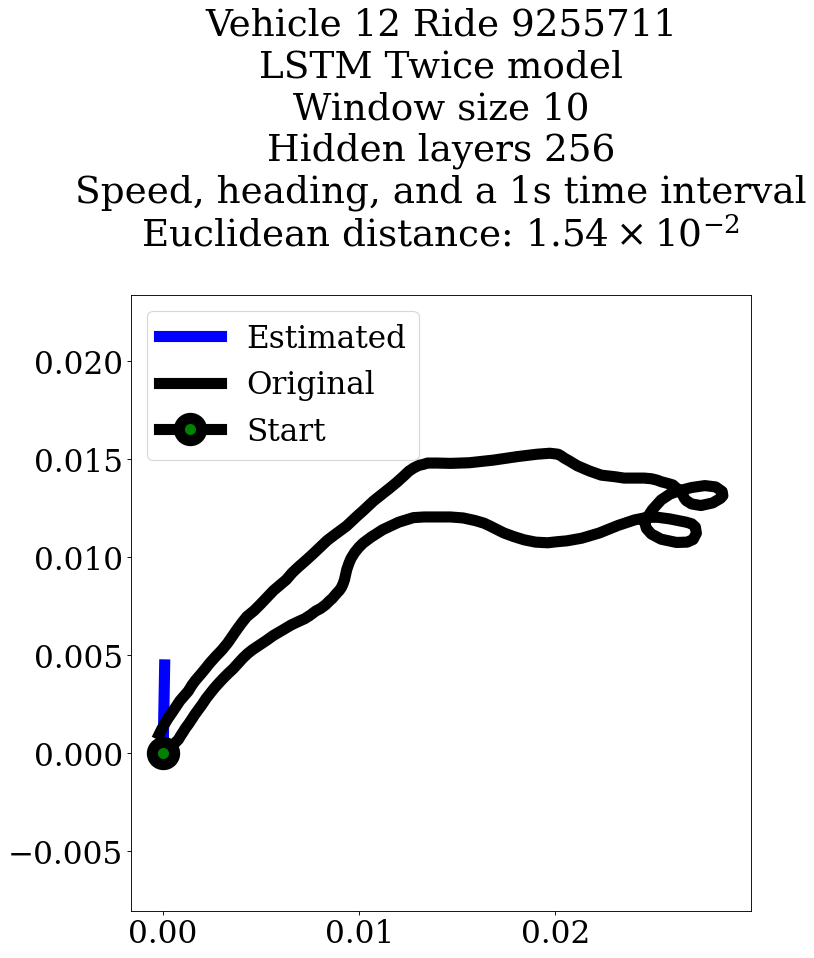 Vehicle 12 Ride 9255711
LSTM Twice model
Window size 10
Hidden layers 256
Speed, heading, and a 1s time interval
Euclidean distance: 1.54 × 10⁻²
Estimated
Original
Start
0.020
0.015
0.010
0.005
0.000
−0.005
0.00 0.01 0.02